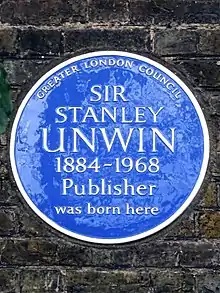 GREATER LONDON COUNCIL
SIR
STANLEY
UNWIN
1884-1968
Publisher
was born here